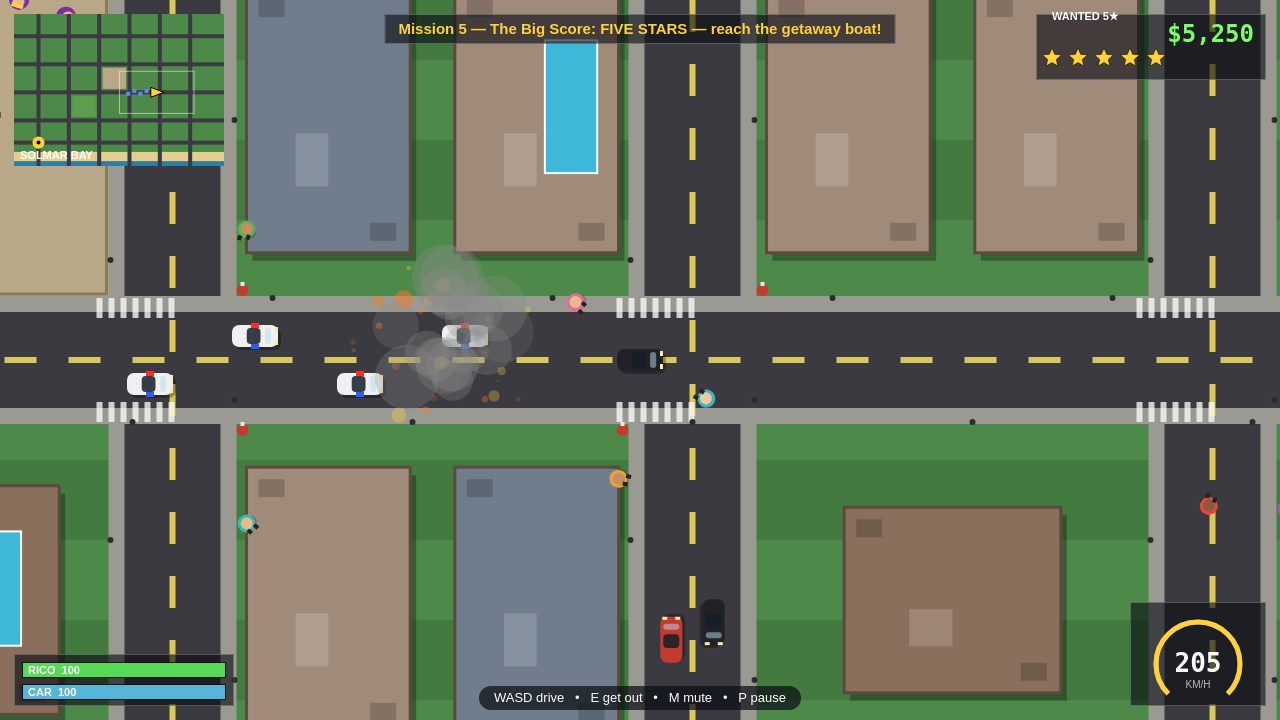 Mission 5 — The Big Score: FIVE STARS — reach the getaway boat!
WANTED 5★
$5,250
SOLMAR BAY
RICO 100
CAR 100
WASD drive • E get out • M mute • P pause
205
KM/H